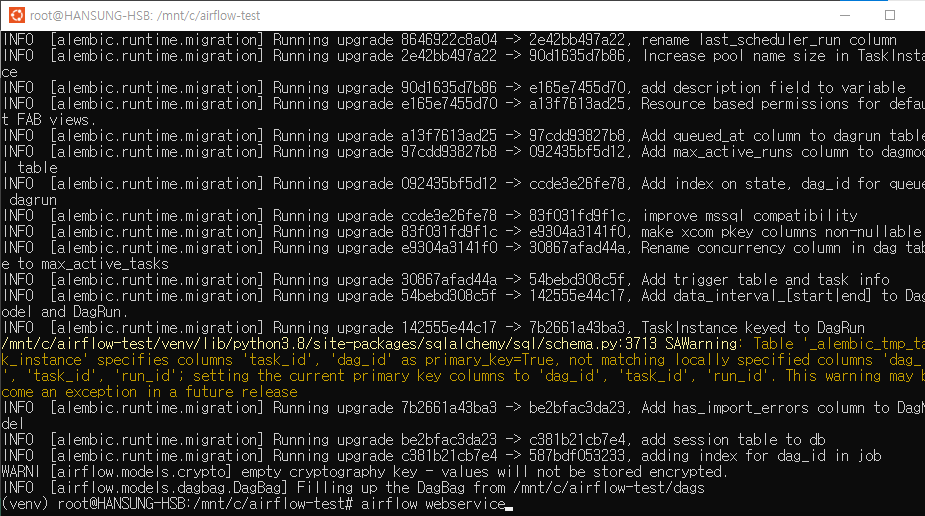 root@HANSUNG-HSB: /mnt/c/airflow-test
INFO  [alembic.runtime.migration] Running upgrade 8646922c8a04 -> 2e42bb497a22, rename last_scheduler_run column
INFO  [alembic.runtime.migration] Running upgrade 2e42bb497a22 -> 90d1635d7b86, Increase pool name size in TaskInstan
ce
INFO  [alembic.runtime.migration] Running upgrade 90d1635d7b86 -> e165e7455d70, add description field to variable
INFO  [alembic.runtime.migration] Running upgrade e165e7455d70 -> a13f7613ad25, Resource based permissions for defau
t FAB views.
INFO  [alembic.runtime.migration] Running upgrade a13f7613ad25 -> 97cdd93827b8, Add queued_at column to dagrun table
INFO  [alembic.runtime.migration] Running upgrade 97cdd93827b8 -> 092435bf5d12, Add max_active_runs column to dagmod
l table
INFO  [alembic.runtime.migration] Running upgrade 092435bf5d12 -> ccde3e26fe78, Add index on state, dag_id for queue
 dagrun
INFO  [alembic.runtime.migration] Running upgrade ccde3e26fe78 -> 83f031fd9f1c, improve mssql compatibility
INFO  [alembic.runtime.migration] Running upgrade 83f031fd9f1c -> e9304a3141f0, make xcom pkey columns non-nullable
INFO  [alembic.runtime.migration] Running upgrade e9304a3141f0 -> 30867afad44a, Rename concurrency column in dag tab
e to max_active_tasks
INFO  [alembic.runtime.migration] Running upgrade 30867afad44a -> 54bebd308c5f, Add trigger table and task info
INFO  [alembic.runtime.migration] Running upgrade 54bebd308c5f -> 142555e44c17, Add data_interval_[start|end] to Dag
odel and DagRun.
INFO  [alembic.runtime.migration] Running upgrade 142555e44c17 -> 7b2661a43ba3, TaskInstance keyed to DagRun
/mnt/c/airflow-test/venv/lib/python3.8/site-packages/sqlalchemy/sql/schema.py:3713 SAWarning: Table '_alembic_tmp_ta
k_instance' specifies columns 'task_id', 'dag_id' as primary_key=True, not matching locally specified columns 'dag_
', 'task_id', 'run_id'; setting the current primary key columns to 'dag_id', 'task_id', 'run_id'. This warning may b
come an exception in a future release
INFO  [alembic.runtime.migration] Running upgrade 7b2661a43ba3 -> be2bfac3da23, Add has_import_errors column to DagM
del
INFO  [alembic.runtime.migration] Running upgrade be2bfac3da23 -> c381b21cb7e4, add session table to db
INFO  [alembic.runtime.migration] Running upgrade c381b21cb7e4 -> 587bdf053233, adding index for dag_id in job
WARNI [airflow.models.crypto] empty cryptography key - values will not be stored encrypted.
INFO  [airflow.models.dagbag.DagBag] Filling up the DagBag from /mnt/c/airflow-test/dags
(venv) root@HANSUNG-HSB:/mnt/c/airflow-test# airflow webservice